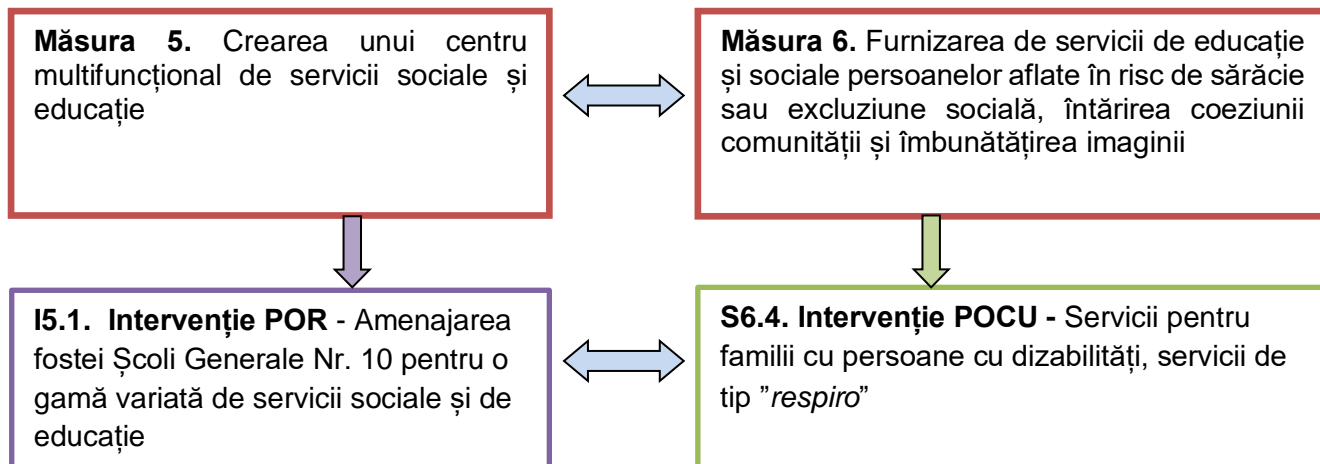 Măsura 5. Crearea unui centru
multifuncțional de servicii sociale și
educație
Măsura 6. Furnizarea de servicii de educație
și sociale persoanelor aflate în risc de sărăcie
sau excluziune socială, întărirea coeziunii
comunității și îmbunătățirea imaginii
I5.1. Intervenție POR - Amenajarea
fostei Școli Generale Nr. 10 pentru o
gamă variată de servicii sociale și de
educație
S6.4. Intervenție POCU - Servicii pentru
familii cu persoane cu dizabilități, servicii de
tip ”respiro”